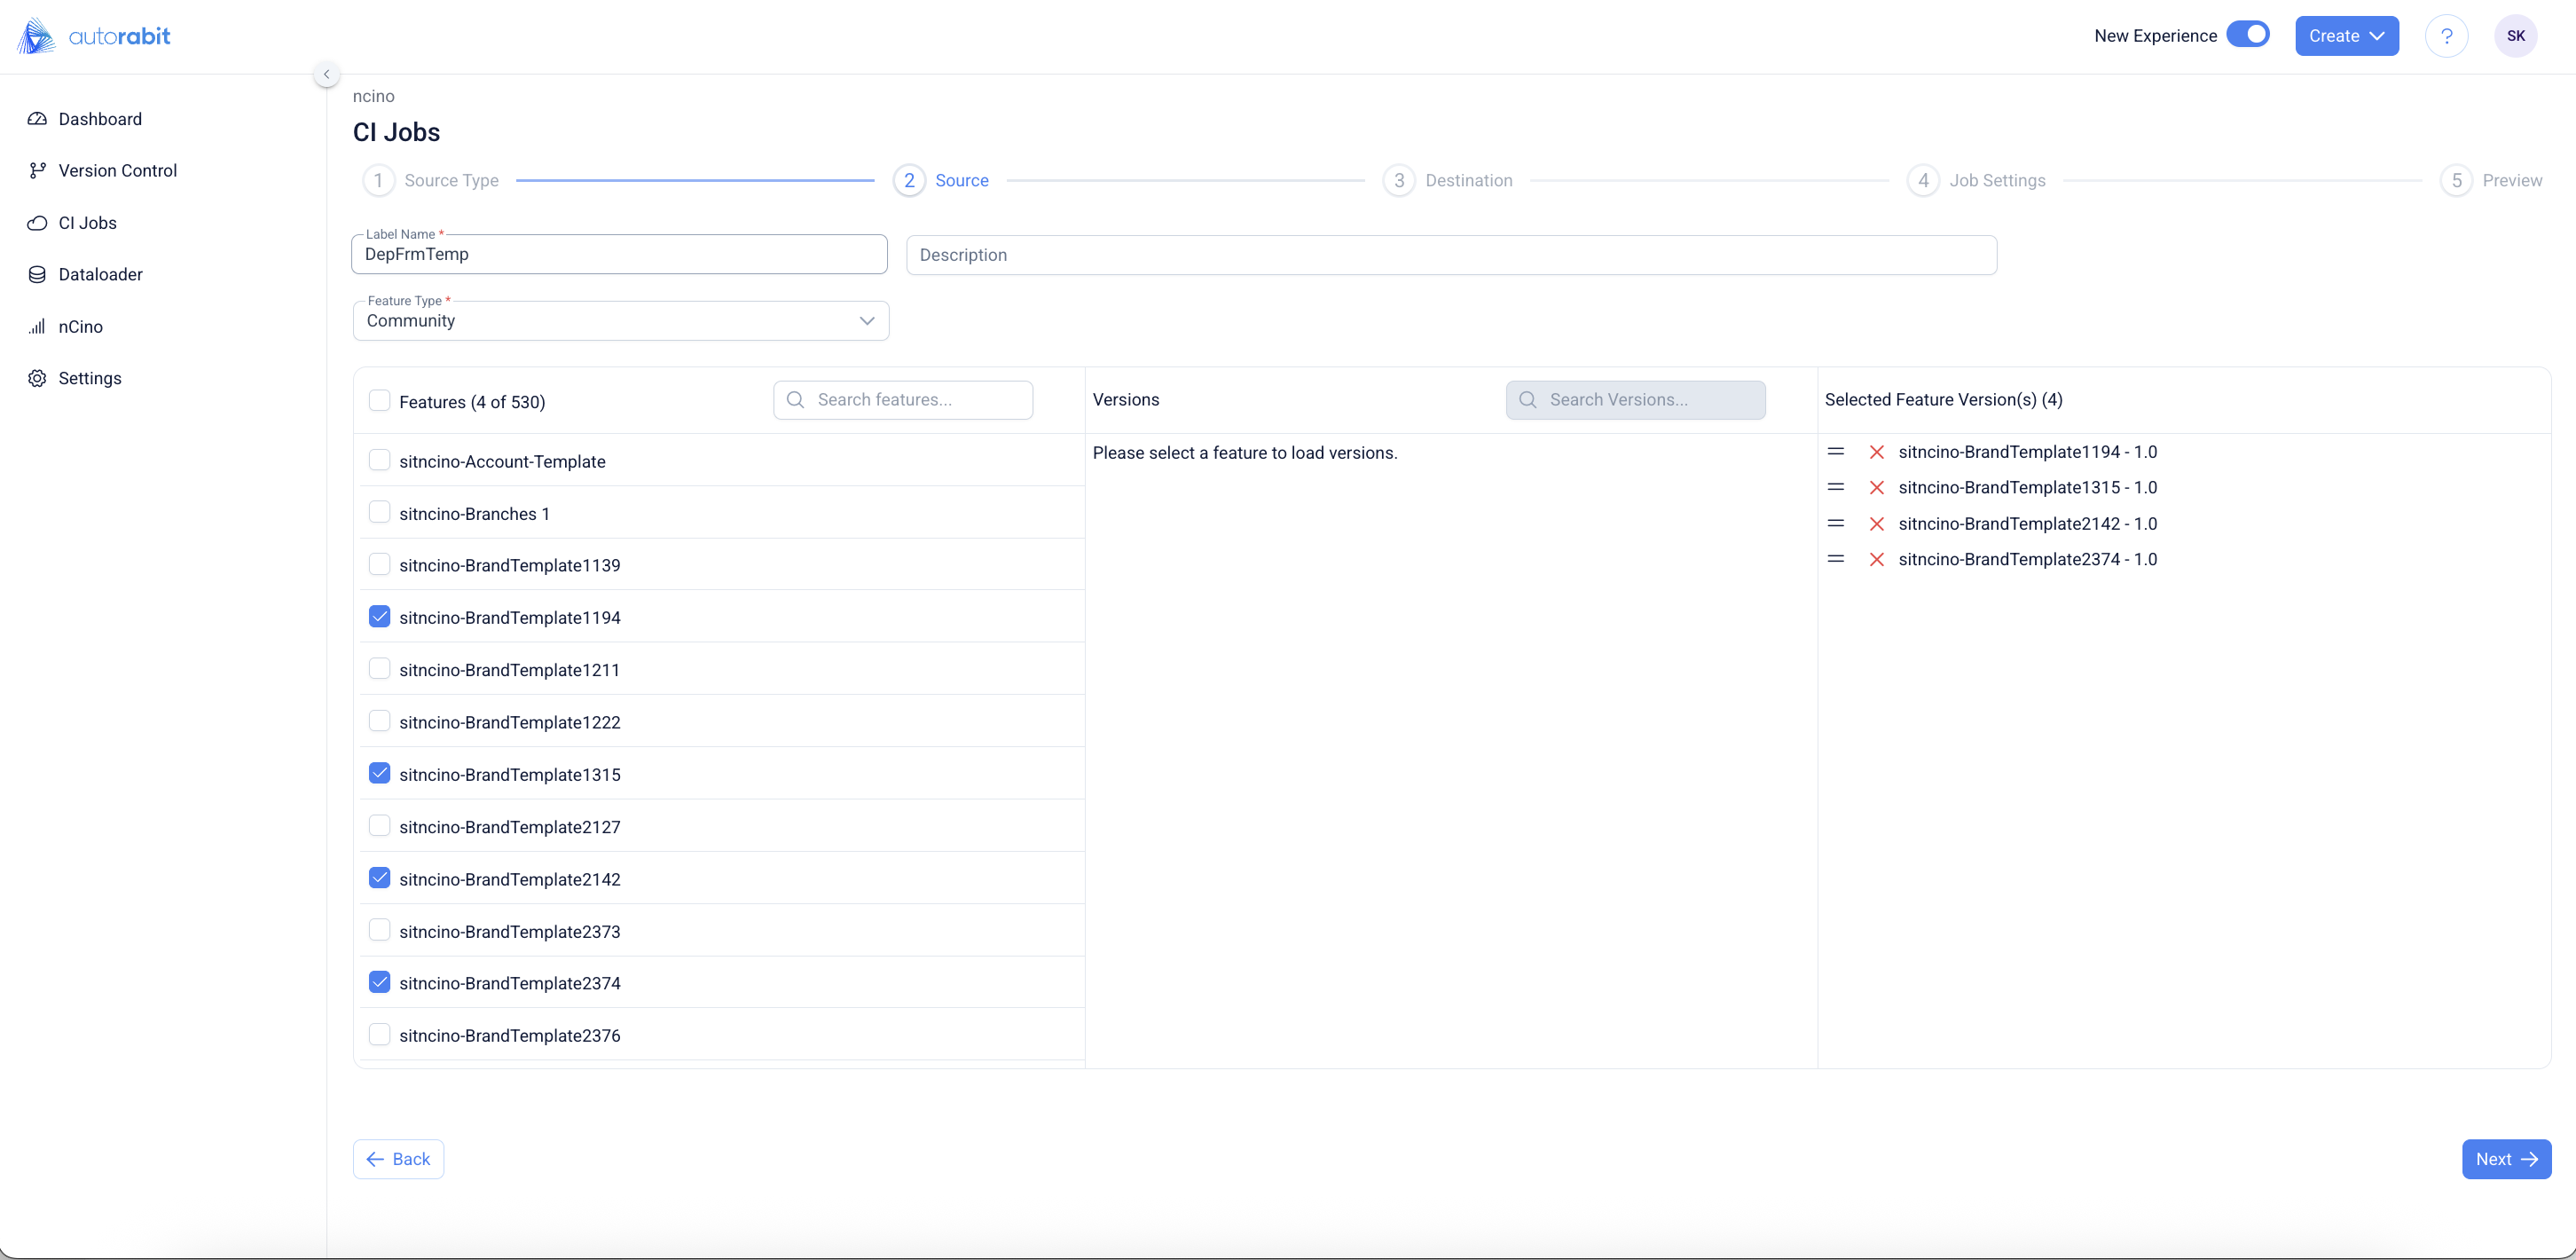 autorabit
New Experience
Create
?
SK
Dashboard
Version Control
CI Jobs
Dataloader
nCino
Settings
ncino
CI Jobs
1 Source Type
2 Source
3 Destination
4 Job Settings
5 Preview
Label Name *
DepFrmTemp
Description
Feature Type *
Community
Features (4 of 530)
Search features...
sitncino-Account-Template
sitncino-Branches 1
sitncino-BrandTemplate1139
sitncino-BrandTemplate1194
sitncino-BrandTemplate1211
sitncino-BrandTemplate1222
sitncino-BrandTemplate1315
sitncino-BrandTemplate2127
sitncino-BrandTemplate2142
sitncino-BrandTemplate2373
sitncino-BrandTemplate2374
sitncino-BrandTemplate2376
Versions
Search Versions...
Please select a feature to load versions.
Selected Feature Version(s) (4)
sitncino-BrandTemplate1194 - 1.0
sitncino-BrandTemplate1315 - 1.0
sitncino-BrandTemplate2142 - 1.0
sitncino-BrandTemplate2374 - 1.0
Back
Next